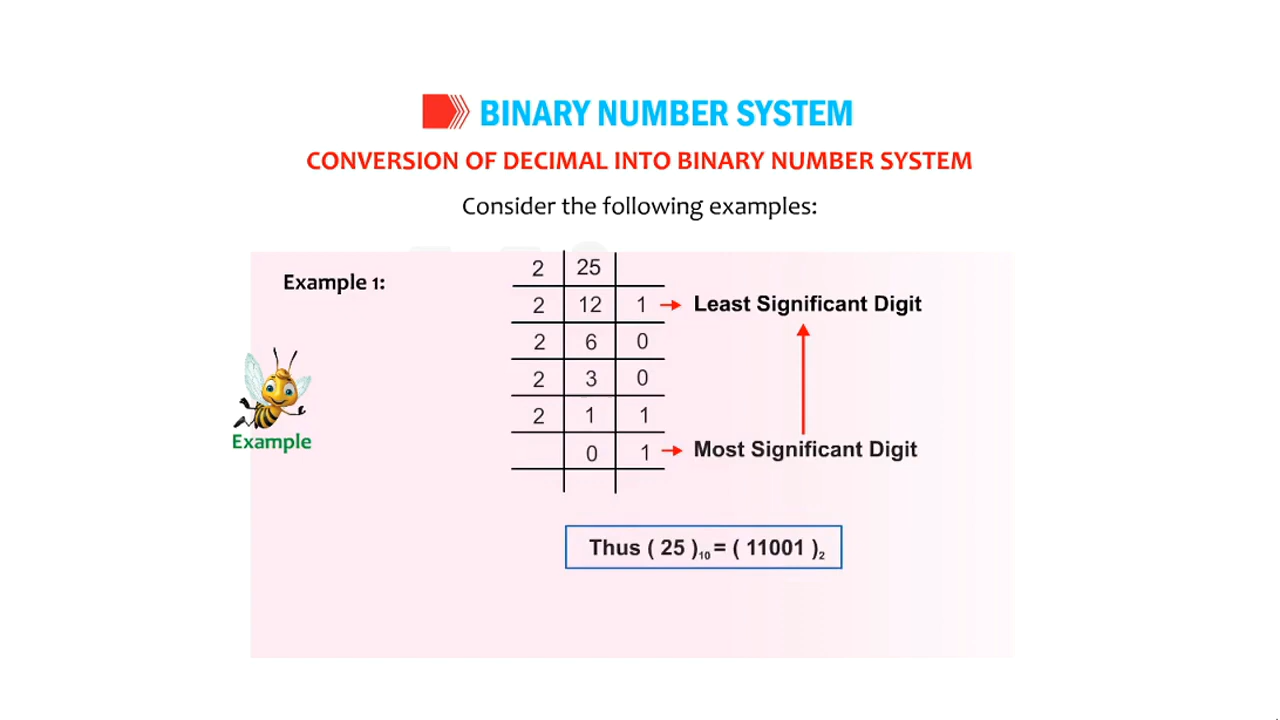 BINARY NUMBER SYSTEM
CONVERSION OF DECIMAL INTO BINARY NUMBER SYSTEM
Consider the following examples:
Example 1:
2 25
2 12 1 → Least Significant Digit
2 6 0
2 3 0
2 1 1
0 1 → Most Significant Digit
Example
Thus ( 25 )₁₀ = ( 11001 )₂